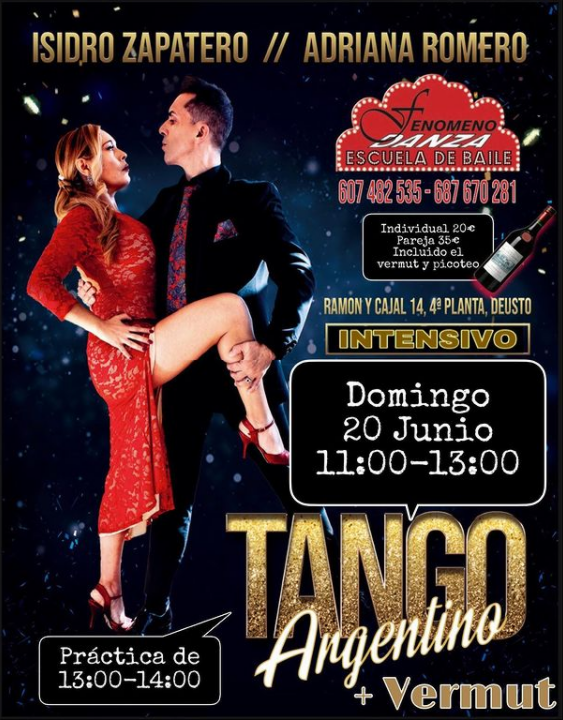 ISIDRO ZAPATERO // ADRIANA ROMERO
FENOMENO
DANZA
ESCUELA DE BAILE
607 482 535 - 687 670 281
Individual 20€
Pareja 35€
Incluido el
vermut y picoteo
RAMON Y CAJAL 14, 4ª PLANTA, DEUSTO
INTENSIVO
Domingo
20 Junio
11:00-13:00
TANGO
Argentino
+ Vermut
Práctica de
13:00-14:00